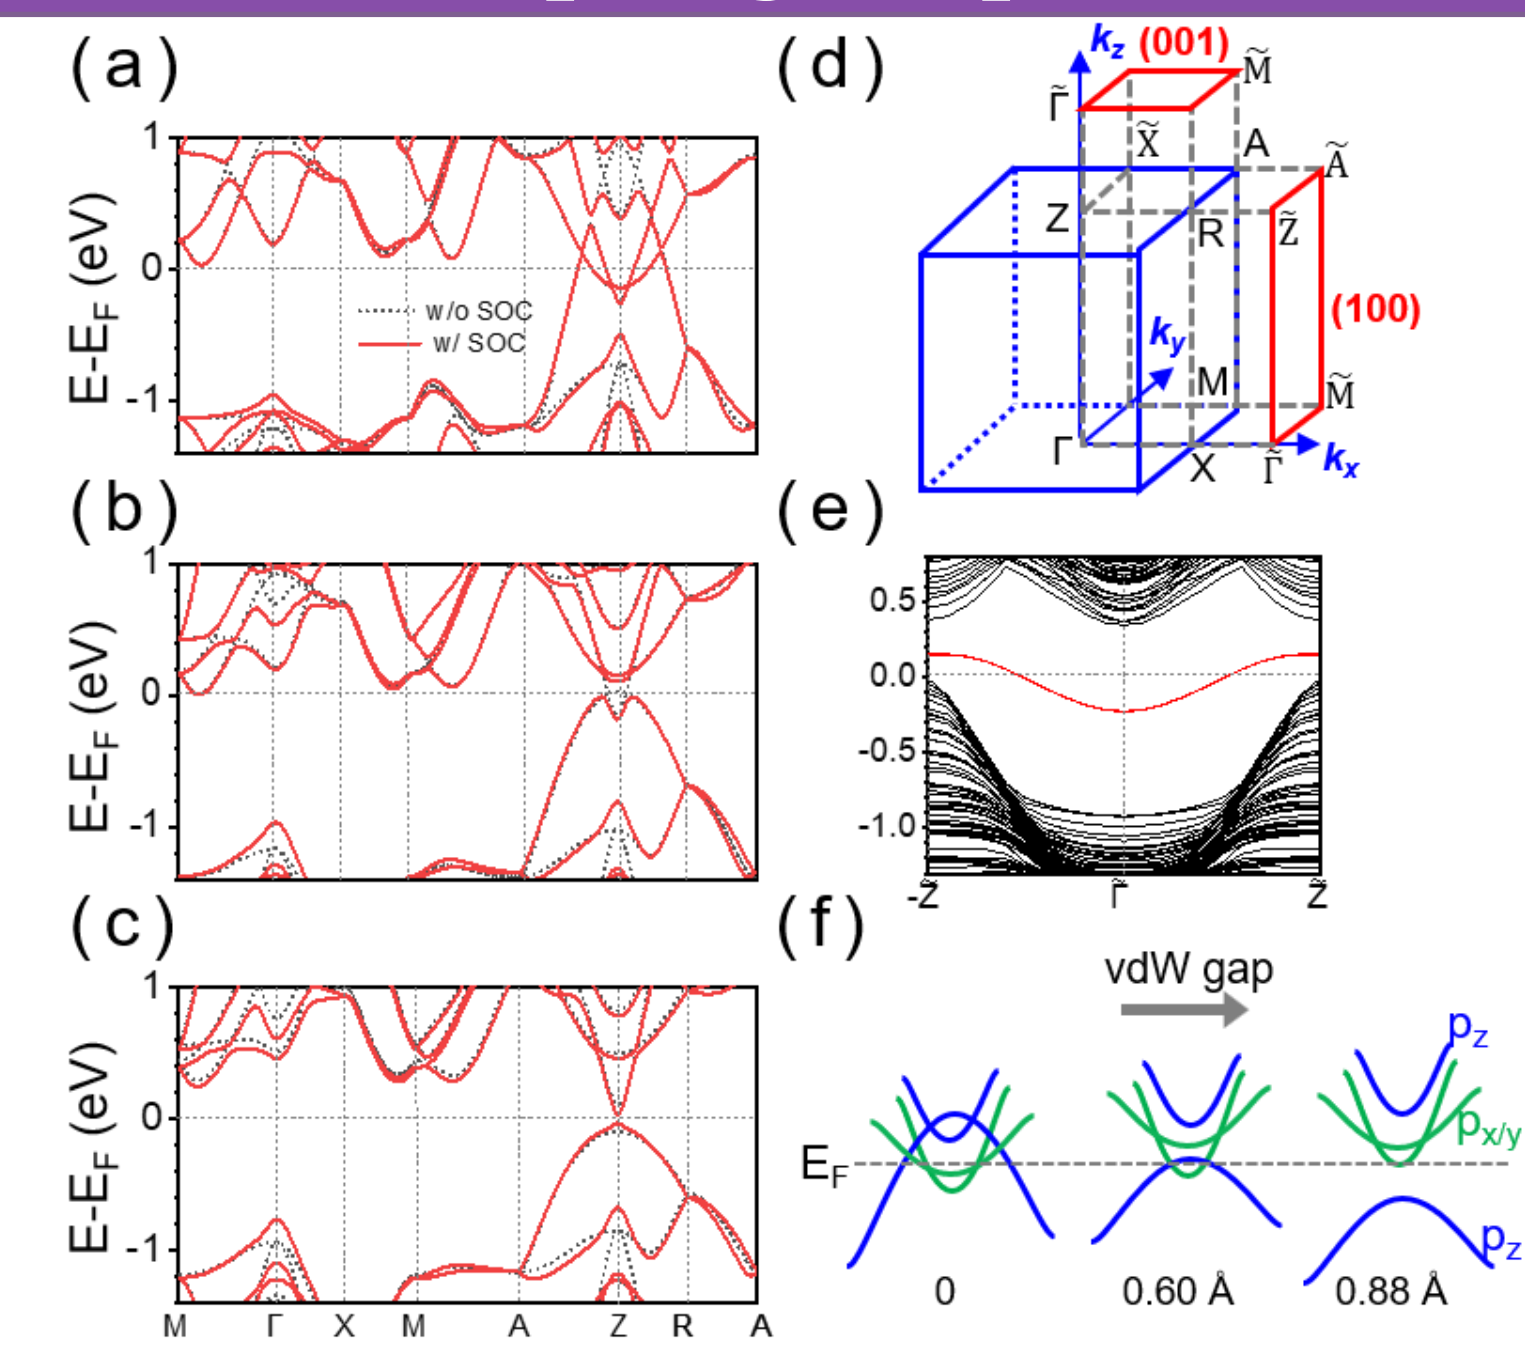 (a)
1
0
-1
E-E_F (eV)
w/o SOC
w/ SOC
(b)
1
0
-1
E-E_F (eV)
(c)
1
0
-1
E-E_F (eV)
M Γ X M A Z R A
(d)
k_z (001)
Γ̃ M̃
X̃ A Ã
Z R Z̃
(100)
k_y
M M̃
Γ X Γ̃ k_x
(e)
0.5
0.0
-0.5
-1.0
-Z̃ Γ̃ Z̃
(f)
vdW gap
p_z
p_x/y
E_F
p_z
0 0.60 Å 0.88 Å